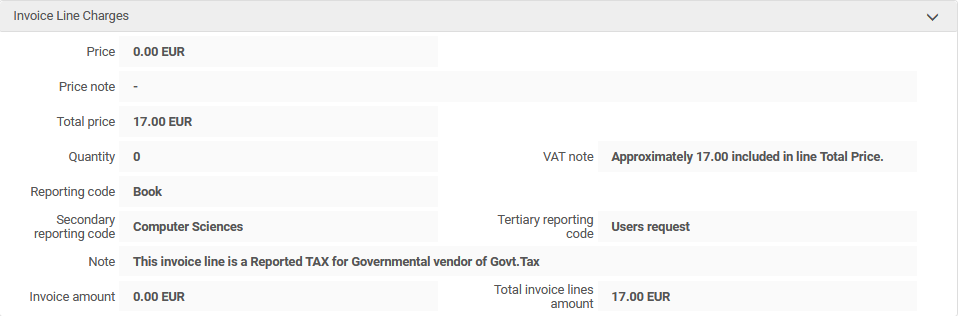 Invoice Line Charges
Price 0.00 EUR
Price note -
Total price 17.00 EUR
Quantity 0 VAT note Approximately 17.00 included in line Total Price.
Reporting code Book
Secondary reporting code Computer Sciences Tertiary reporting code Users request
Note This invoice line is a Reported TAX for Governmental vendor of Govt.Tax
Invoice amount 0.00 EUR Total invoice lines amount 17.00 EUR